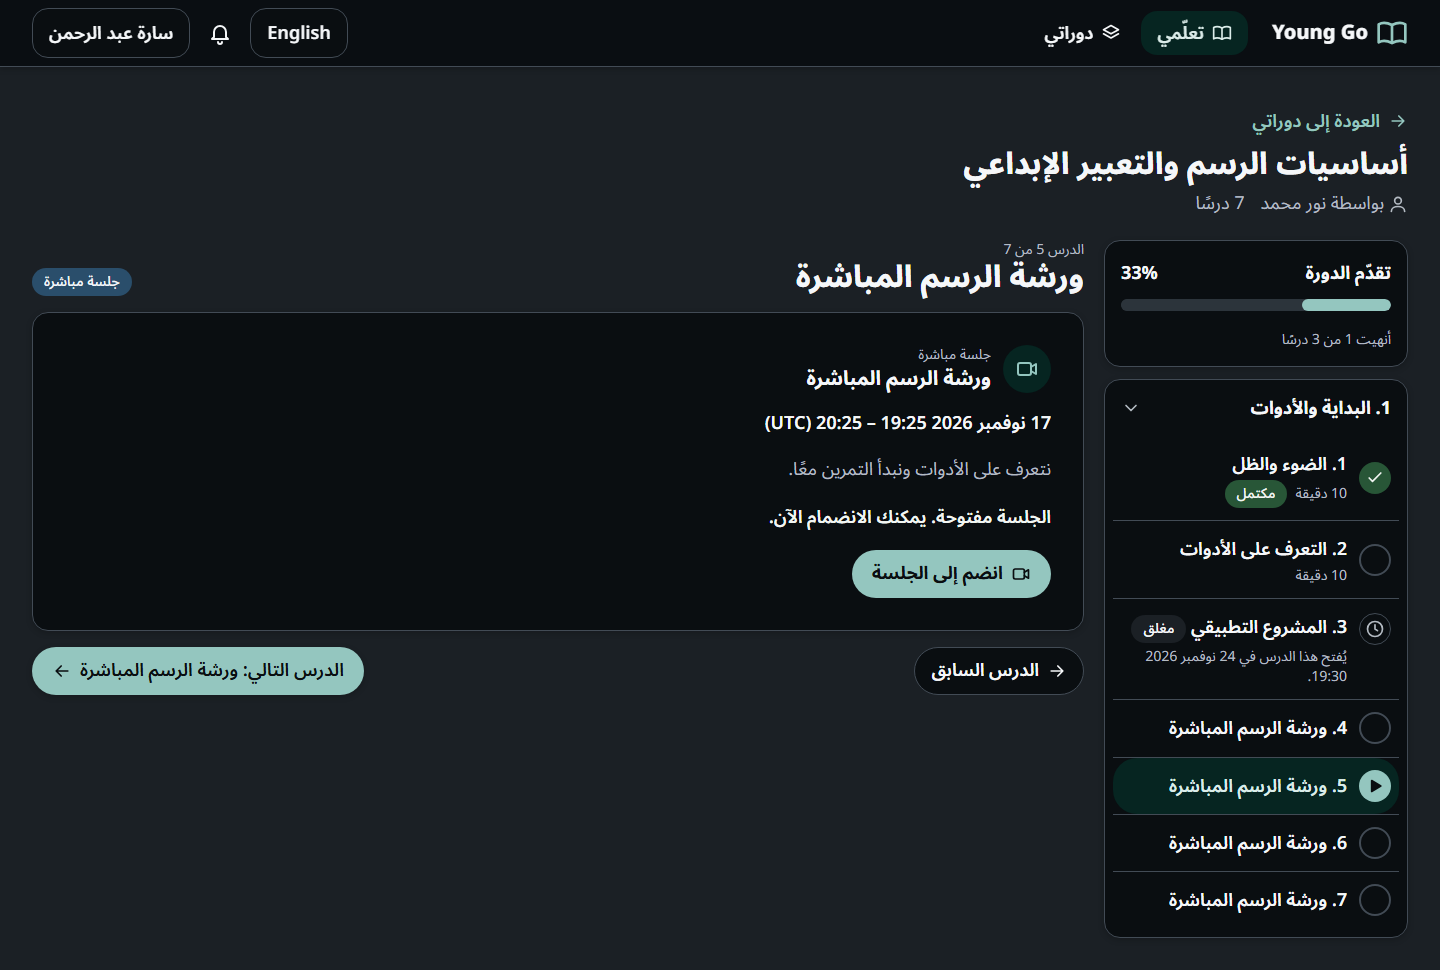 Young Go
تعلّمي
دوراتي
English
سارة عبد الرحمن
العودة إلى دوراتي
أساسيات الرسم والتعبير الإبداعي
بواسطة نور محمد 7 درسًا
تقدّم الدورة 33%
أنهيت 1 من 3 درسًا
1. البداية والأدوات
1. الضوء والظل
10 دقيقة مكتمل
2. التعرف على الأدوات
10 دقيقة
3. المشروع التطبيقي مغلق
يُفتح هذا الدرس في 24 نوفمبر 2026
19:30.
4. ورشة الرسم المباشرة
5. ورشة الرسم المباشرة
6. ورشة الرسم المباشرة
7. ورشة الرسم المباشرة
الدرس 5 من 7
ورشة الرسم المباشرة
جلسة مباشرة
جلسة مباشرة
ورشة الرسم المباشرة
17 نوفمبر 2026 19:25 – 20:25 (UTC)
نتعرف على الأدوات ونبدأ التمرين معًا.
الجلسة مفتوحة. يمكنك الانضمام الآن.
انضم إلى الجلسة
الدرس السابق
الدرس التالي: ورشة الرسم المباشرة